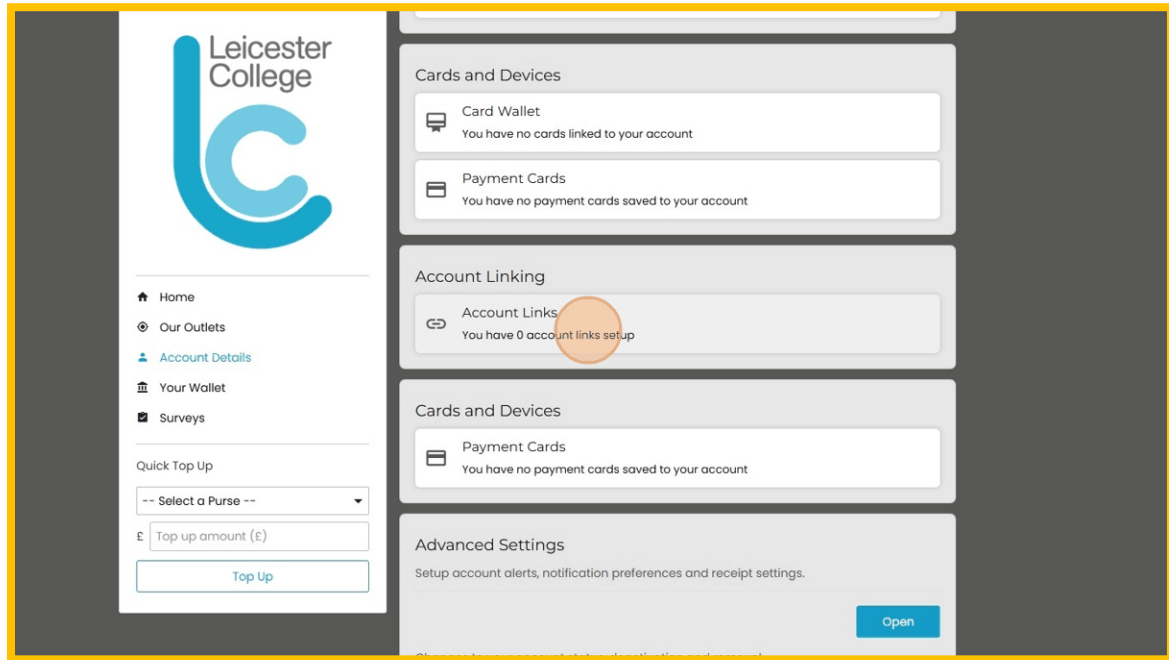 Leicester
College
Home
Our Outlets
Account Details
Your Wallet
Surveys
Quick Top Up
-- Select a Purse --
£ Top up amount (£)
Top Up
Cards and Devices
Card Wallet
You have no cards linked to your account
Payment Cards
You have no payment cards saved to your account
Account Linking
Account Links
You have 0 account links setup
Cards and Devices
Payment Cards
You have no payment cards saved to your account
Advanced Settings
Setup account alerts, notification preferences and receipt settings.
Open